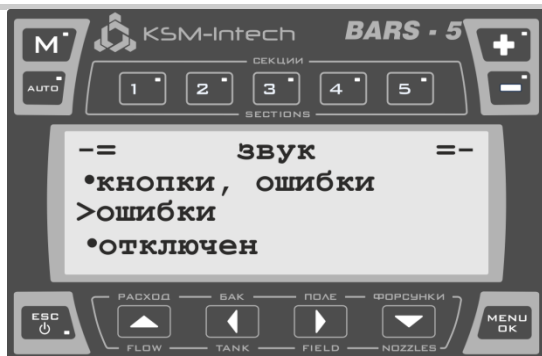 M
KSM-Intech
BARS - 5
+
AUTO
СЕКЦИИ
1 2 3 4 5
SECTIONS
-
-= звук =-
•кнопки, ошибки
>ошибки
•отключен
ESC
РАСХОД БАК ПОЛЕ ФОРСУНКИ
FLOW TANK FIELD NOZZLES
MENU
OK